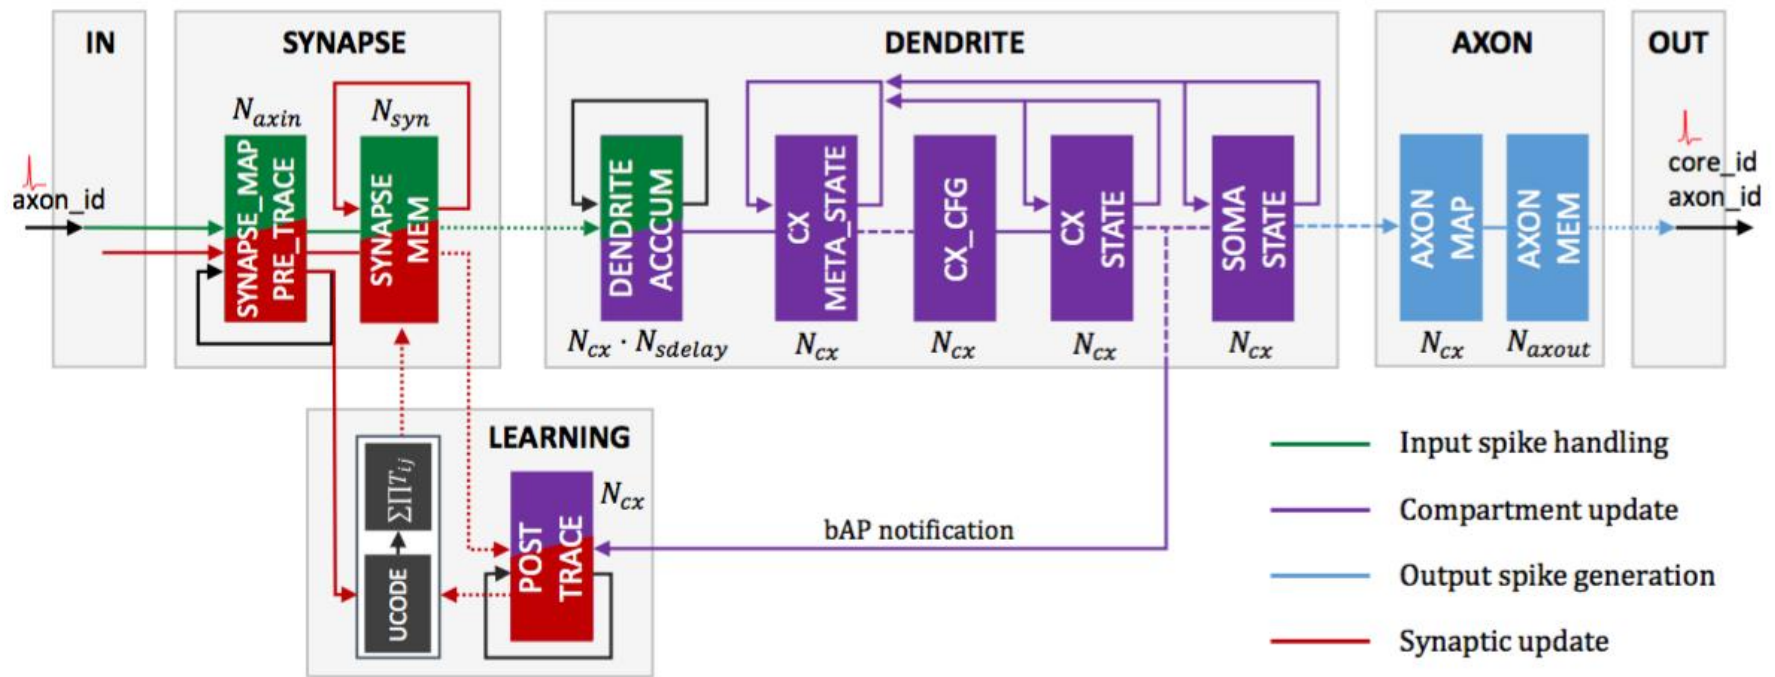 IN
SYNAPSE
DENDRITE
AXON
OUT
axon_id
N_axin
SYNAPSE_MAP
PRE_TRACE
N_syn
SYNAPSE
MEM
DENDRITE
ACCCUM
N_cx · N_sdelay
CX
META_STATE
N_cx
CX_CFG
N_cx
CX
STATE
N_cx
SOMA
STATE
N_cx
AXON
MAP
N_cx
AXON
MEM
N_axout
core_id
axon_id
LEARNING
ΣΠT_ij
UCODE
POST
TRACE
N_cx
bAP notification
Input spike handling
Compartment update
Output spike generation
Synaptic update